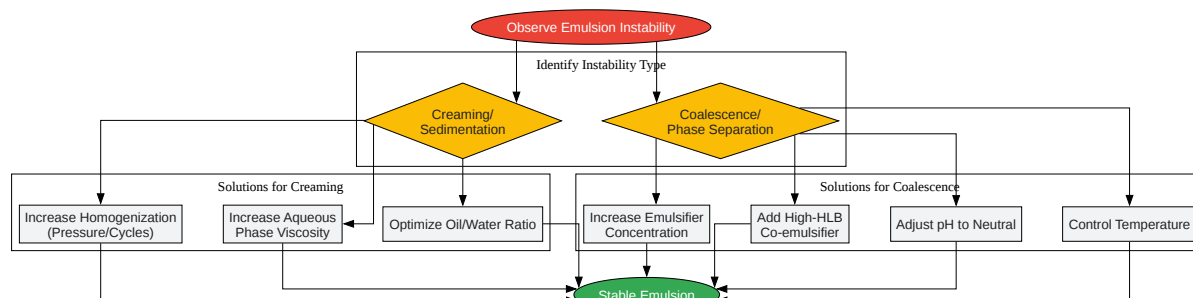 Observe Emulsion Instability
Identify Instability Type
Creaming/
Sedimentation
Coalescence/
Phase Separation
Solutions for Creaming
Solutions for Coalescence
Increase Homogenization
(Pressure/Cycles)
Increase Aqueous
Phase Viscosity
Optimize Oil/Water Ratio
Increase Emulsifier
Concentration
Add High-HLB
Co-emulsifier
Adjust pH to Neutral
Control Temperature
Stable Emulsion